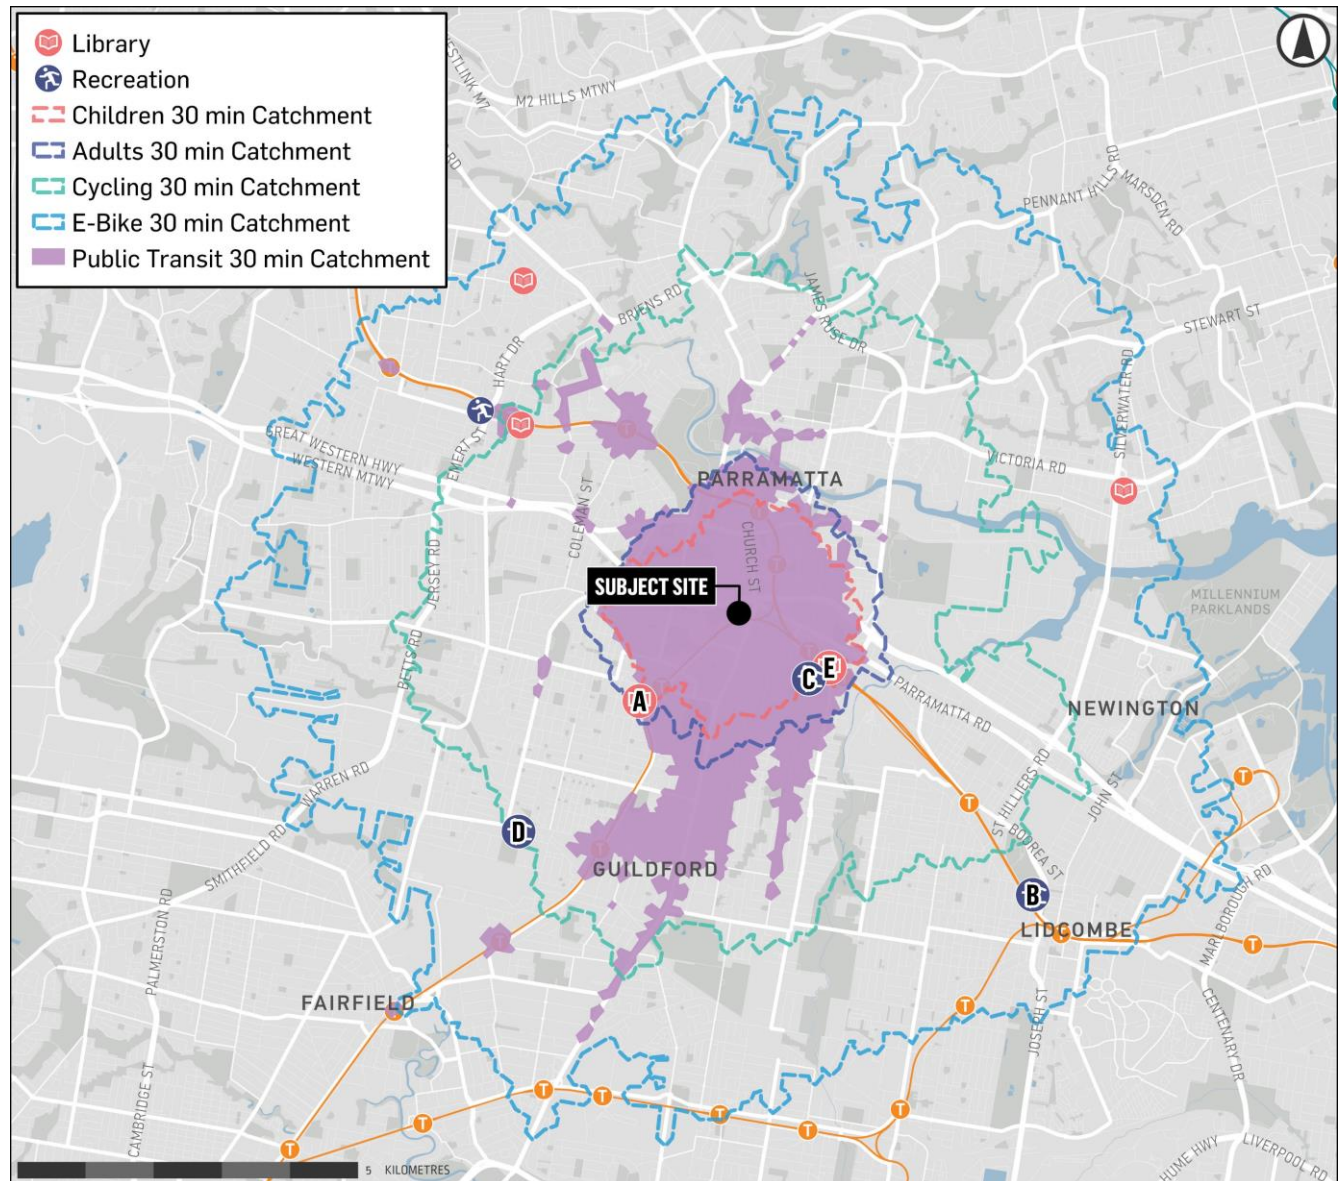 Library
Recreation
Children 30 min Catchment
Adults 30 min Catchment
Cycling 30 min Catchment
E-Bike 30 min Catchment
Public Transit 30 min Catchment
M2 HILLS MTWY
M7
RD
PENNANT HILLS RD
MARSDEN RD
STEWART ST
JAMES RUSE DR
BRIENS RD
HART DR
SILVERWATER RD
GREAT WESTERN HWY
WESTERN MTWY
EMERT ST
VICTORIA RD
PARRAMATTA
COLEMAN ST
CHURCH ST
JERSEY RD
SUBJECT SITE
MILLENNIUM
PARKLANDS
BETTS RD
A
C
E
PARRAMATTA RD
NEWINGTON
WARREN RD
ST HILLIERS RD
JOHN ST
T
T
SMITHFIELD RD
D
BOOREA ST
GUILDFORD
B
LIDCOMBE
MARLBOROUGH RD
PALMERSTON RD
T
T
FAIRFIELD
T
JOSEPH ST
CENTENARY DR
CAMBRIDGE ST
T
T
T
T
T
T
T
HUME HWY
LIVERPOOL RD
5 KILOMETRES